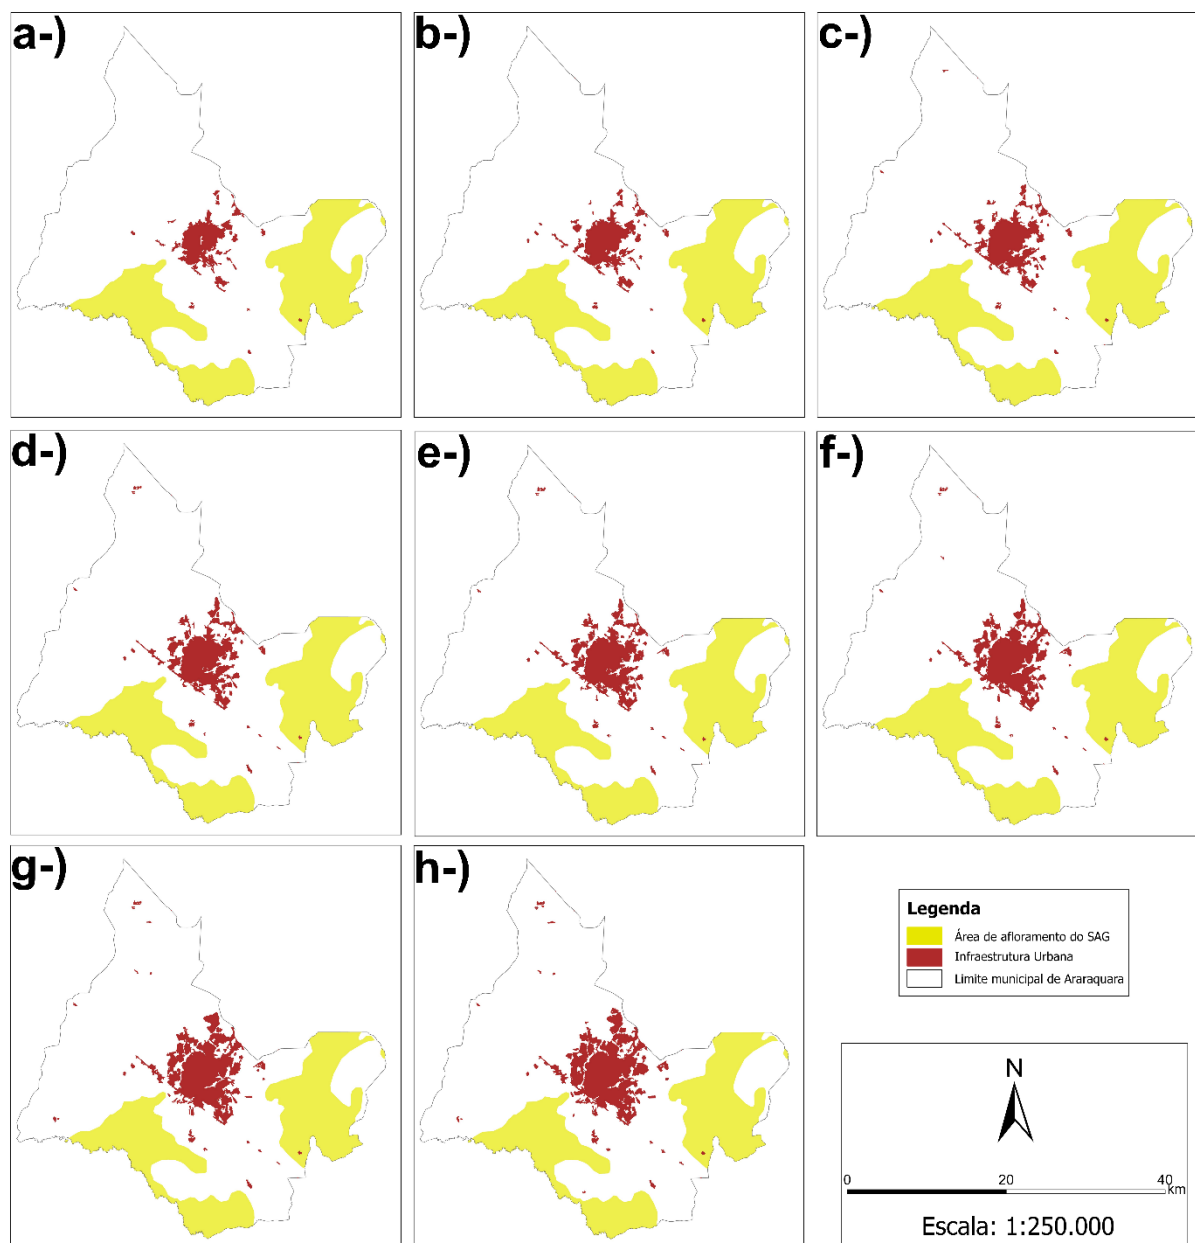 a-)
b-)
c-)
d-)
e-)
f-)
g-)
h-)
Legenda
Área de afloramento do SAG
Infraestrutura Urbana
Limite municipal de Araraquara
N
0 20 40
km
Escala: 1:250.000